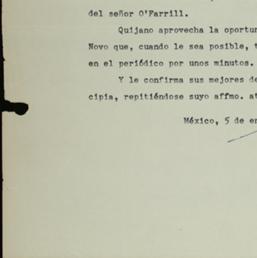 del señor O'Farrill.
Quijano aprovecha la oportun
Novo que, cuando le sea posible, t
en el periódico por unos minutos.
Y le confirma sus mejores de
cipia, repitiéndose suyo affmo. at
México, 5 de en